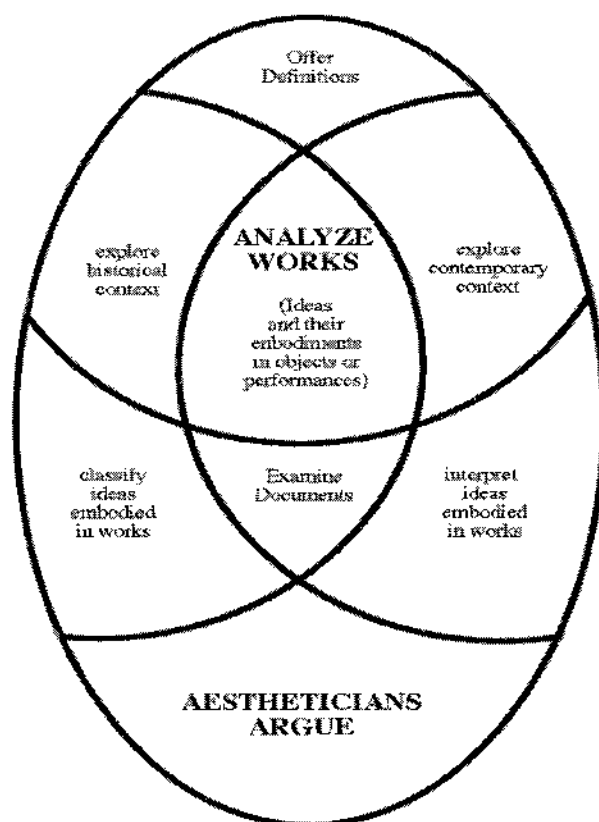 Offer
Definitions
explore
historical
context
ANALYZE
WORKS
(Ideas
and their
enbodiments
in objects or
performances)
explore
contemporary
context
classify
ideas
embodied
in works
Examine
Documents
interpret
ideas
embodied
in works
AESTHETICIANS
ARGUE